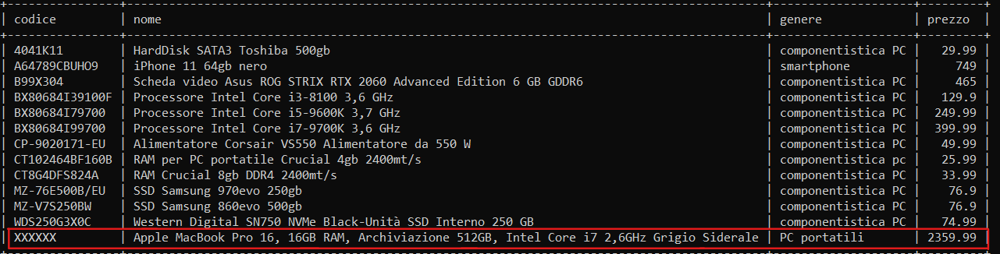 codice nome genere prezzo
4041K11 HardDisk SATA3 Toshiba 500gb componentistica PC 29.99
A64789CBUHO9 iPhone 11 64gb nero smartphone 749
B99X304 Scheda video Asus ROG STRIX RTX 2060 Advanced Edition 6 GB GDDR6 componentistica PC 465
BX80684I39100F Processore Intel Core i3-8100 3,6 GHz componentistica PC 129.9
BX80684I79700 Processore Intel Core i5-9600K 3,7 GHz componentistica PC 249.99
BX80684I99700 Processore Intel Core i7-9700K 3,6 GHz componentistica PC 399.99
CP-9020171-EU Alimentatore Corsair VS550 Alimentatore da 550 W componentistica PC 49.99
CT102464BF160B RAM per PC portatile Crucial 4gb 2400mt/s componentistica pc 25.99
CT8G4DFS824A RAM Crucial 8gb DDR4 2400mt/s componentistica PC 33.99
MZ-76E500B/EU SSD Samsung 970evo 250gb componentistica PC 76.9
MZ-V7S250BW SSD Samsung 860evo 500gb componentistica PC 76.9
WDS250G3X0C Western Digital SN750 NVMe Black-Unità SSD Interno 250 GB componentistica PC 74.99
XXXXXX Apple MacBook Pro 16, 16GB RAM, Archiviazione 512GB, Intel Core i7 2,6GHz Grigio Siderale PC portatili 2359.99